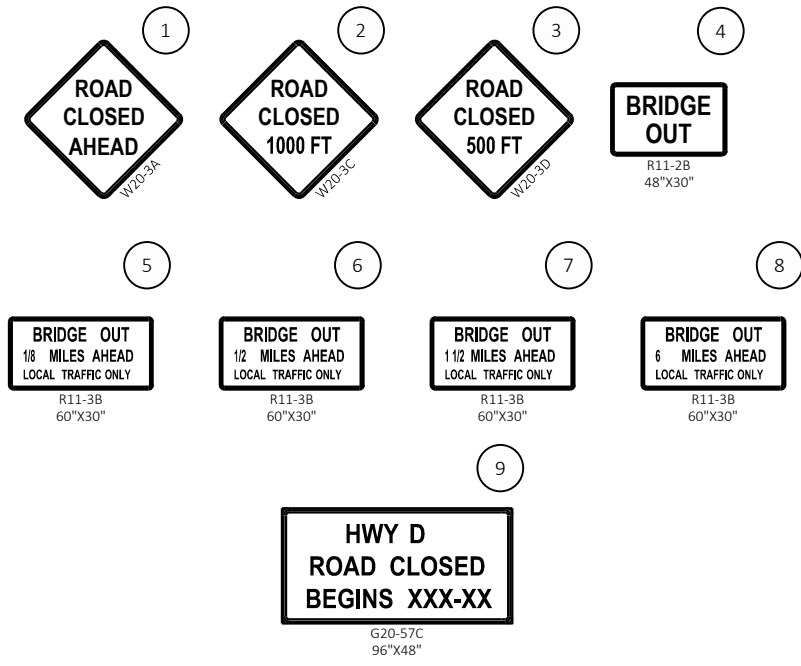 1
ROAD
CLOSED
AHEAD
W20-3A
2
ROAD
CLOSED
1000 FT
W20-3C
3
ROAD
CLOSED
500 FT
W20-3D
4
BRIDGE
OUT
R11-2B
48"X30"
5
BRIDGE OUT
1/8 MILES AHEAD
LOCAL TRAFFIC ONLY
R11-3B
60"X30"
6
BRIDGE OUT
1/2 MILES AHEAD
LOCAL TRAFFIC ONLY
R11-3B
60"X30"
7
BRIDGE OUT
1 1/2 MILES AHEAD
LOCAL TRAFFIC ONLY
R11-3B
60"X30"
8
BRIDGE OUT
6 MILES AHEAD
LOCAL TRAFFIC ONLY
R11-3B
60"X30"
9
HWY D
ROAD CLOSED
BEGINS XXX-XX
G20-57C
96"X48"